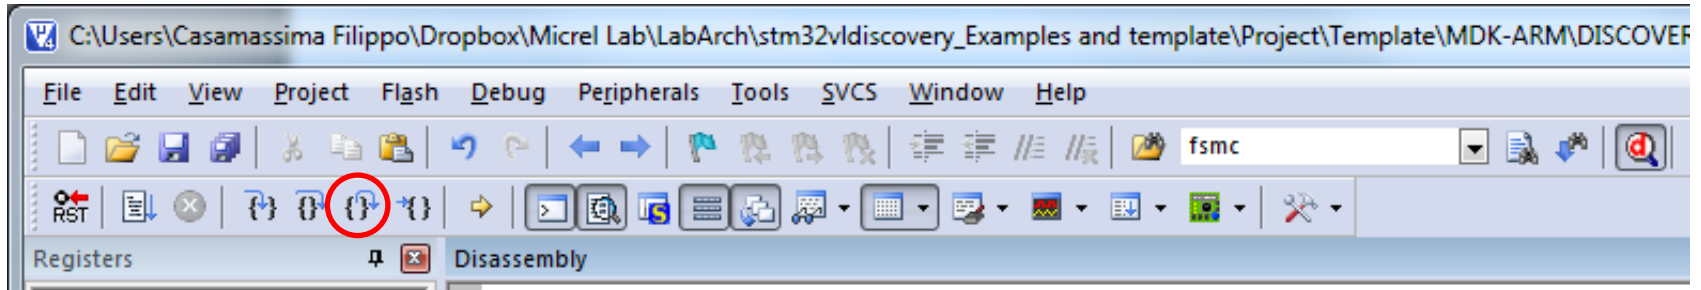 C:\Users\Casamassima Filippo\Dropbox\Micrel Lab\LabArch\stm32vldiscovery_Examples and template\Project\Template\MDK-ARM\DISCOVER
File Edit View Project Flash Debug Peripherals Tools SVCS Window Help
fsmc
RST
Registers
Disassembly